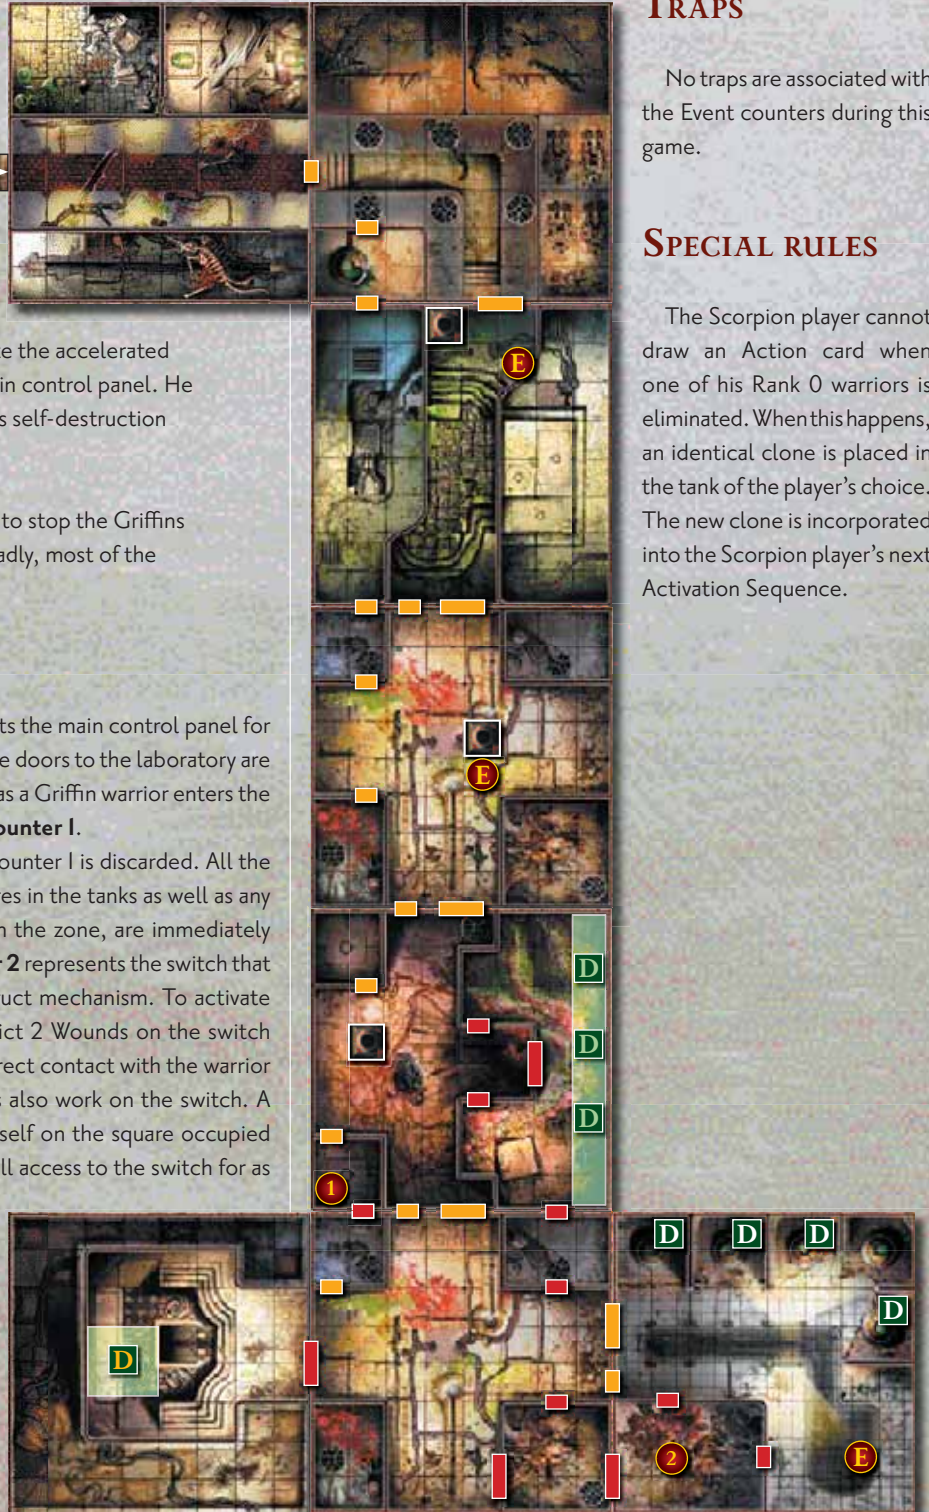 TRAPS
No traps are associated with
the Event counters during this
game.
SPECIAL RULES
The Scorpion player cannot
draw an Action card when
one of his Rank 0 warriors is
eliminated. When this happens,
an identical clone is placed in
the tank of the player's choice.
The new clone is incorporated
into the Scorpion player's next
Activation Sequence.
the accelerated
in control panel. He
s self-destruction
to stop the Griffins
adly, most of the
ts the main control panel for
e doors to the laboratory are
as a Griffin warrior enters the
ounter 1.
ounter 1 is discarded. All the
es in the tanks as well as any
n the zone, are immediately
r 2 represents the switch that
uct mechanism. To activate
ict 2 Wounds on the switch
rect contact with the warrior
s also work on the switch. A
self on the square occupied
ll access to the switch for as
E
E
D
D
D
1
D
D
D
D
D
2
E